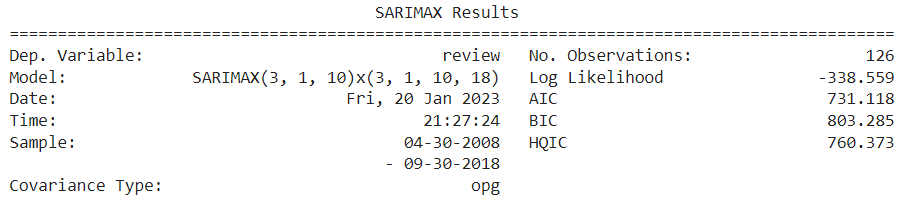 SARIMAX Results
==========================================================================================
Dep. Variable: review No. Observations: 126
Model: SARIMAX(3, 1, 10)x(3, 1, 10, 18) Log Likelihood -338.559
Date: Fri, 20 Jan 2023 AIC 731.118
Time: 21:27:24 BIC 803.285
Sample: 04-30-2008 HQIC 760.373
- 09-30-2018
Covariance Type: opg